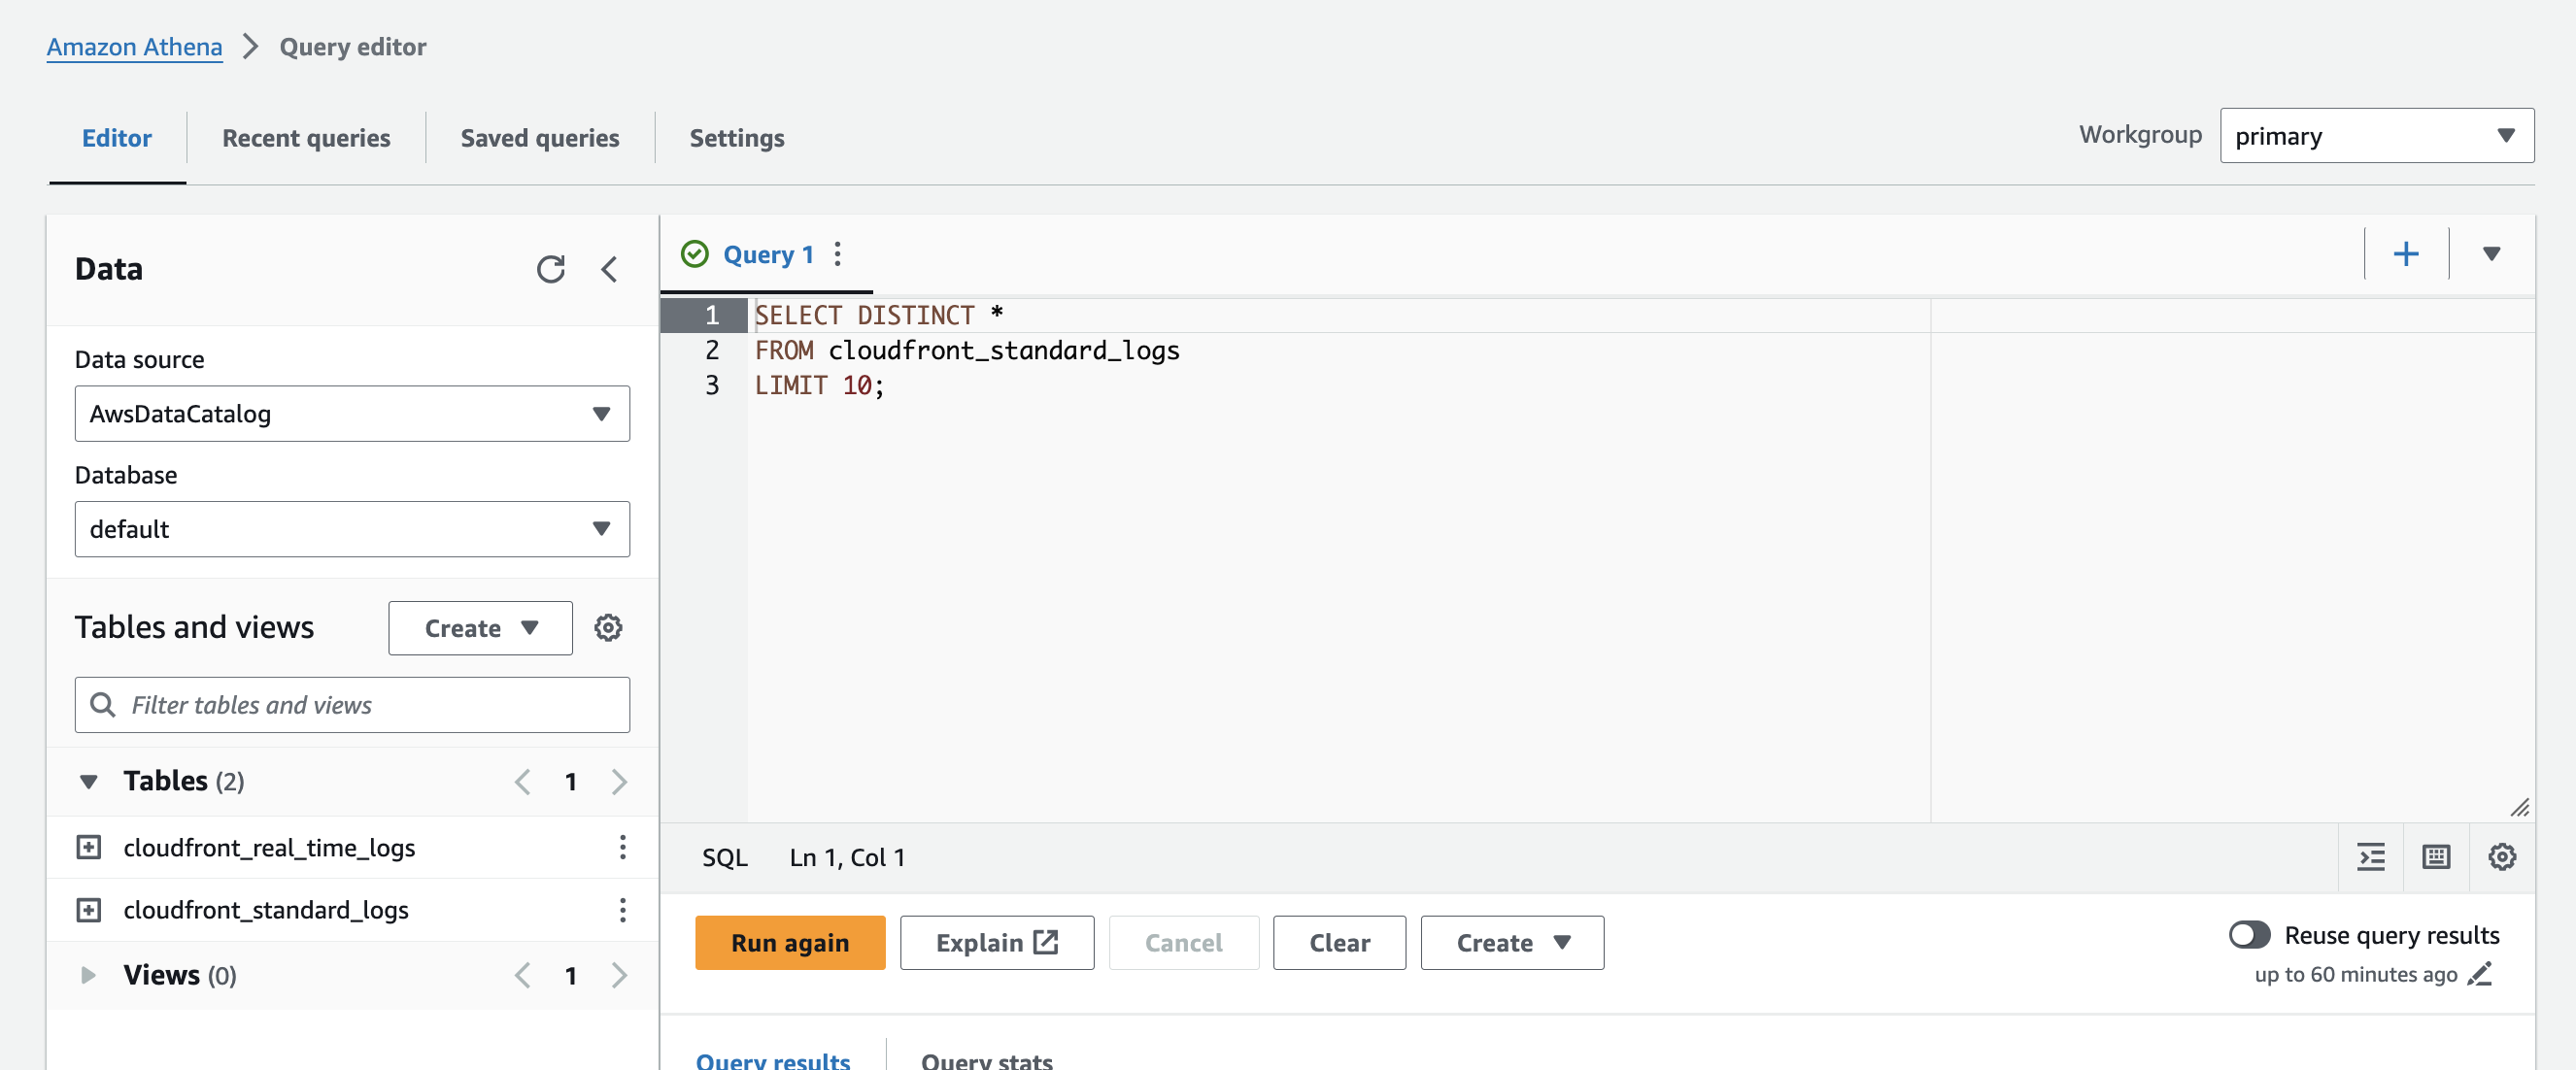 Amazon Athena > Query editor
Editor Recent queries Saved queries Settings
Workgroup primary
Data
Data source
AwsDataCatalog
Database
default
Tables and views Create
Filter tables and views
Tables (2) 1
cloudfront_real_time_logs
cloudfront_standard_logs
Views (0) 1
Query 1
1 SELECT DISTINCT *
2 FROM cloudfront_standard_logs
3 LIMIT 10;
SQL Ln 1, Col 1
Run again Explain Cancel Clear Create
Reuse query results
up to 60 minutes ago
Query results Query stats